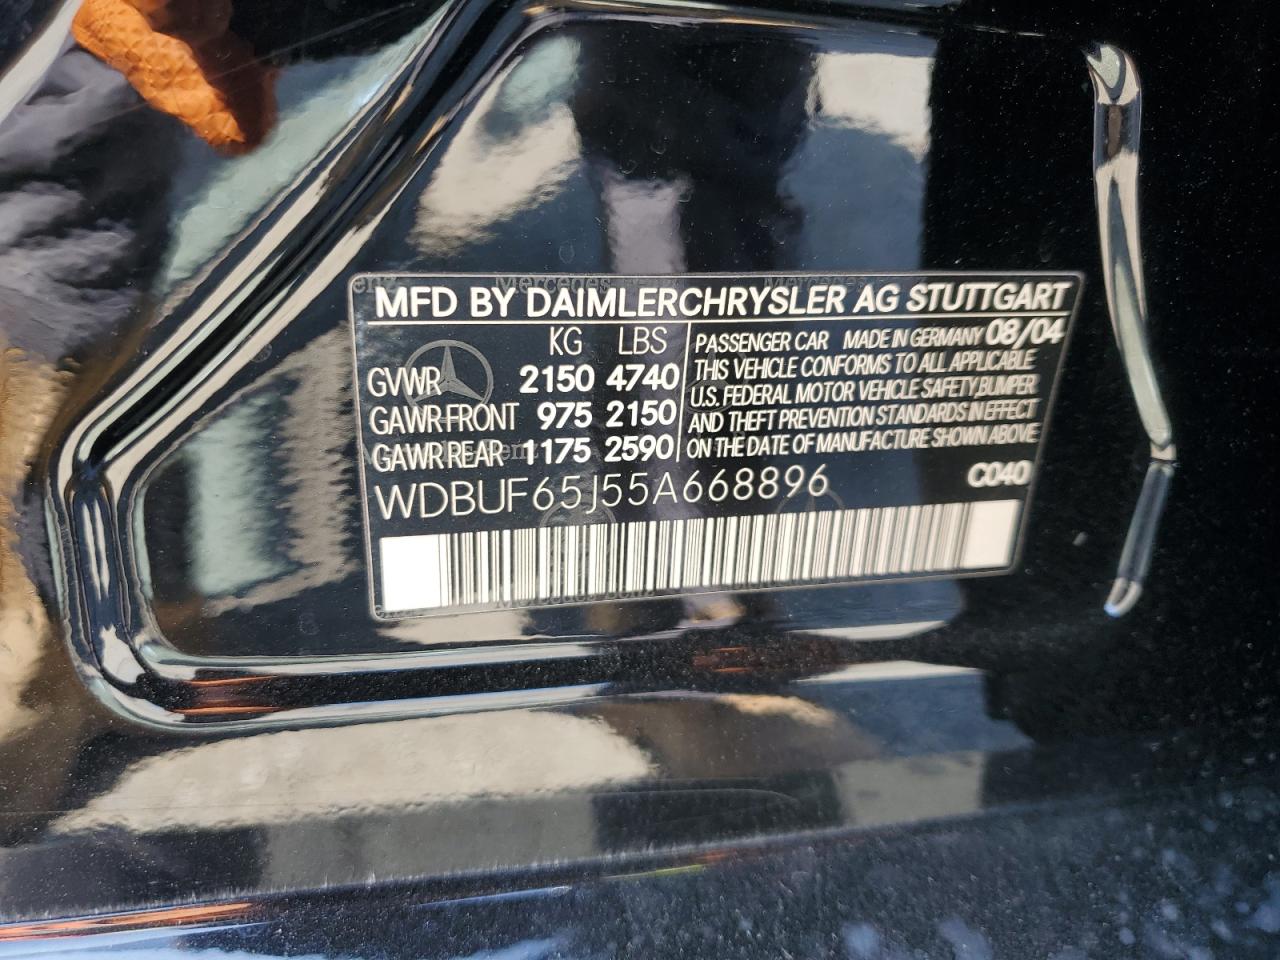 MFD BY DAIMLERCHRYSLER AG STUTTGART
KG LBS
GVWR 2150 4740
GAWR FRONT 975 2150
GAWR REAR 1175 2590
PASSENGER CAR MADE IN GERMANY 08/04
THIS VEHICLE CONFORMS TO ALL APPLICABLE
U.S. FEDERAL MOTOR VEHICLE SAFETY, BUMPER
AND THEFT PREVENTION STANDARDS IN EFFECT
ON THE DATE OF MANUFACTURE SHOWN ABOVE
WDBUF65J55A668896 C040